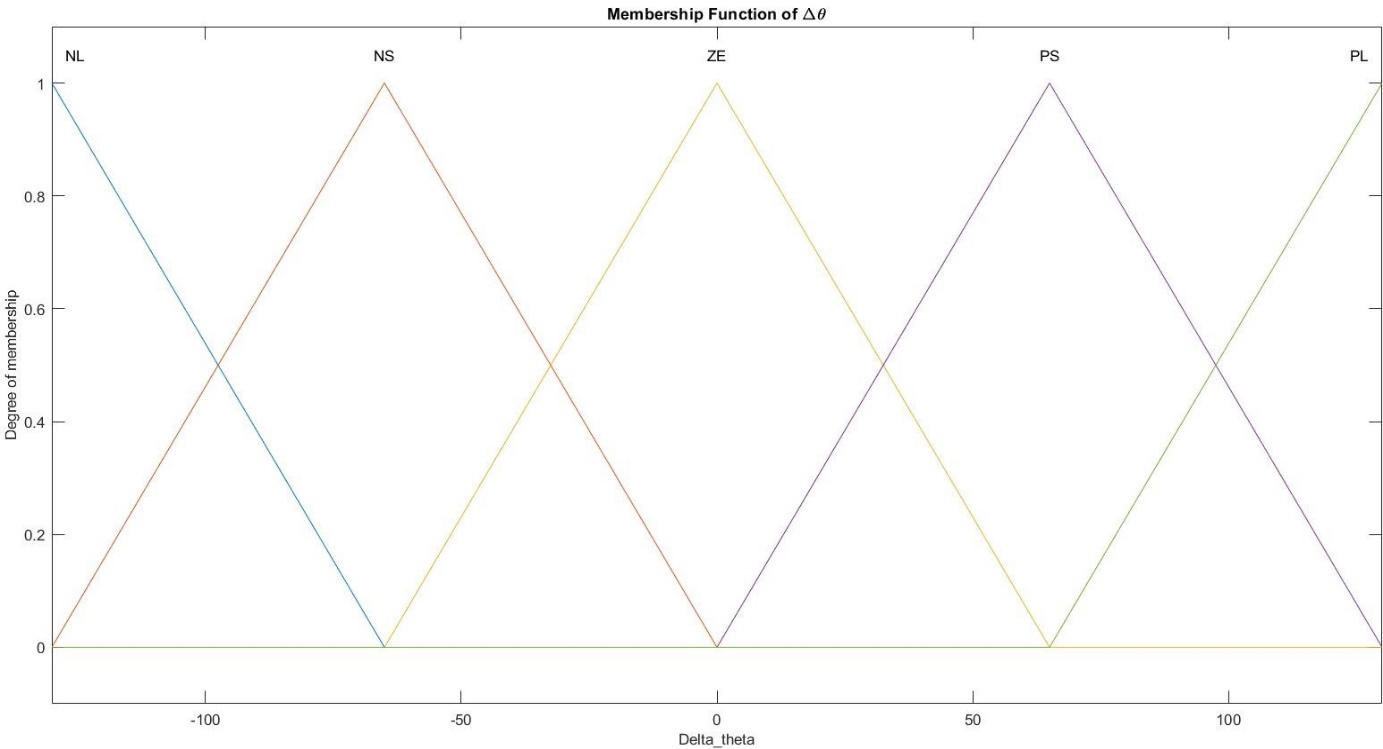 Membership Function of Δθ
NL NS ZE PS PL
1
0.8
0.6
0.4
0.2
0
Degree of membership
-100 -50 0 50 100
Delta_theta